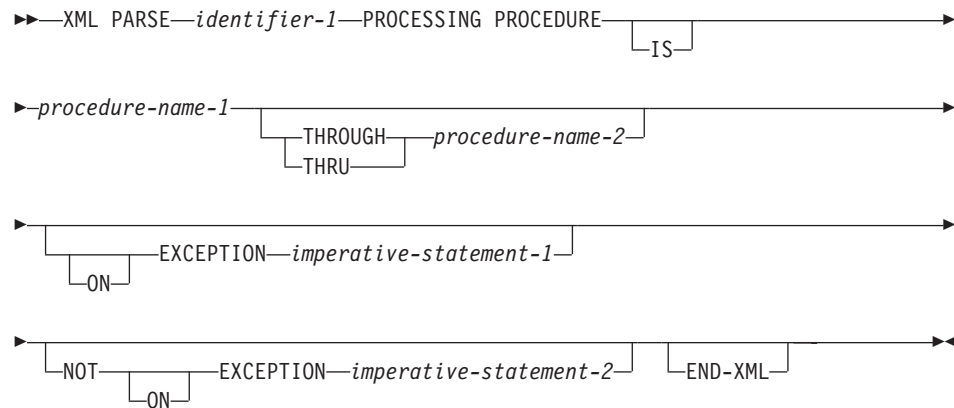 XML PARSE identifier-1 PROCESSING PROCEDURE
IS
procedure-name-1
THROUGH procedure-name-2
THRU
EXCEPTION imperative-statement-1
ON
NOT EXCEPTION imperative-statement-2 END-XML
ON